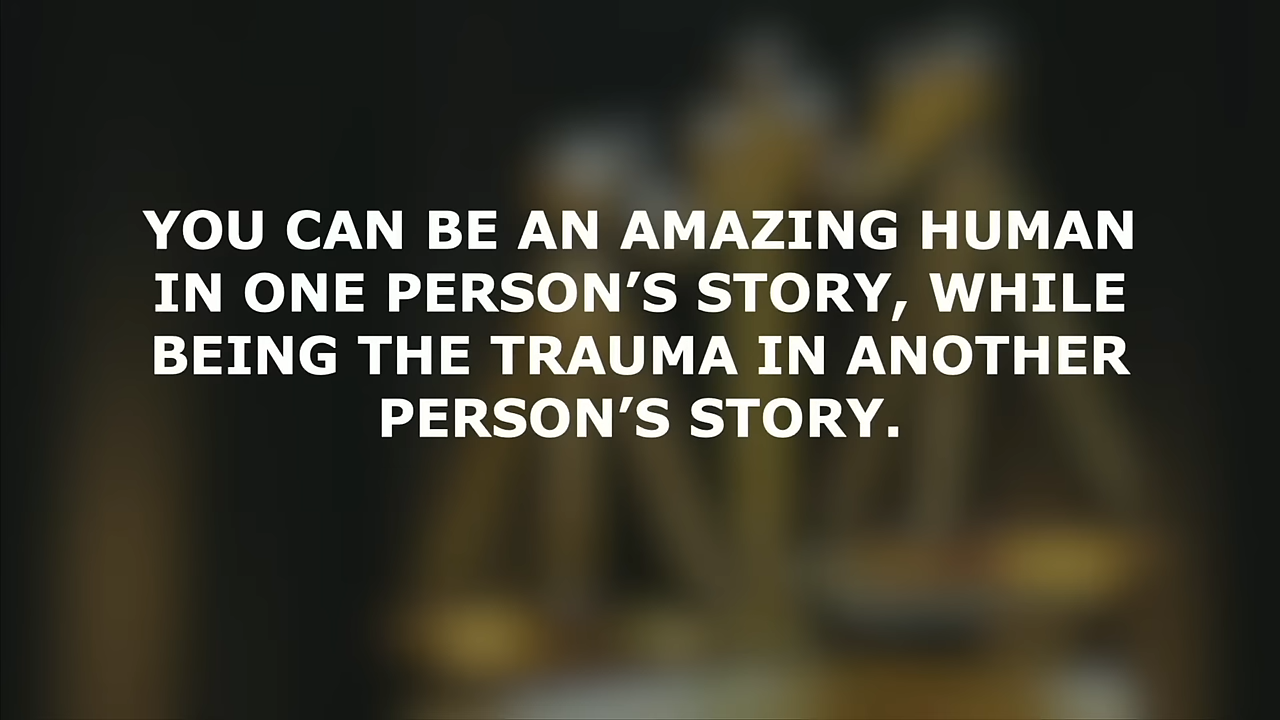 YOU CAN BE AN AMAZING HUMAN
IN ONE PERSON’S STORY, WHILE
BEING THE TRAUMA IN ANOTHER
PERSON’S STORY.